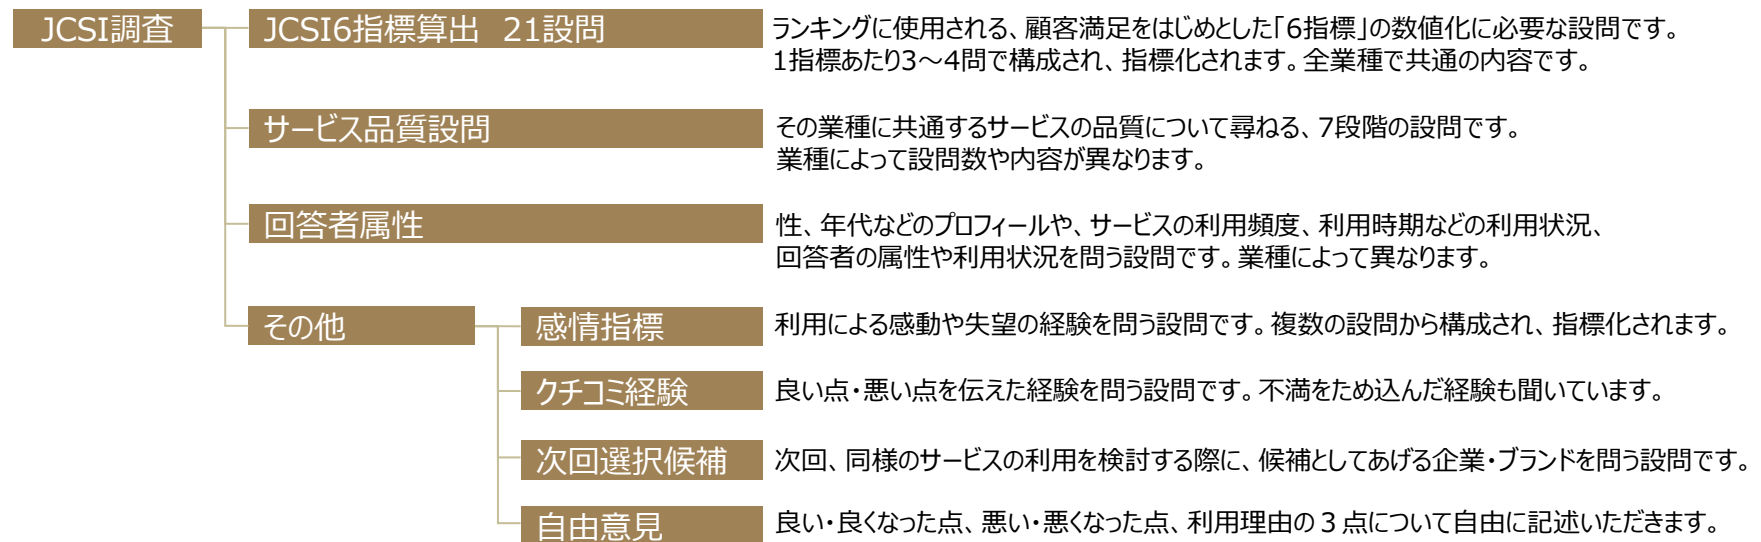 JCSI調査
JCSI6指標算出　21設問
ランキングに使用される、顧客満足をはじめとした「6指標」の数値化に必要な設問です。
1指標あたり3～4問で構成され、指標化されます。全業種で共通の内容です。
サービス品質設問
その業種に共通するサービスの品質について尋ねる、7段階の設問です。
業種によって設問数や内容が異なります。
回答者属性
性、年代などのプロフィールや、サービスの利用頻度、利用時期などの利用状況、
回答者の属性や利用状況を問う設問です。業種によって異なります。
その他
感情指標
利用による感動や失望の経験を問う設問です。複数の設問から構成され、指標化されます。
クチコミ経験
良い点・悪い点を伝えた経験を問う設問です。不満をため込んだ経験も聞いています。
次回選択候補
次回、同様のサービスの利用を検討する際に、候補としてあげる企業・ブランドを問う設問です。
自由意見
良い・良くなった点、悪い・悪くなった点、利用理由の３点について自由に記述いただきます。